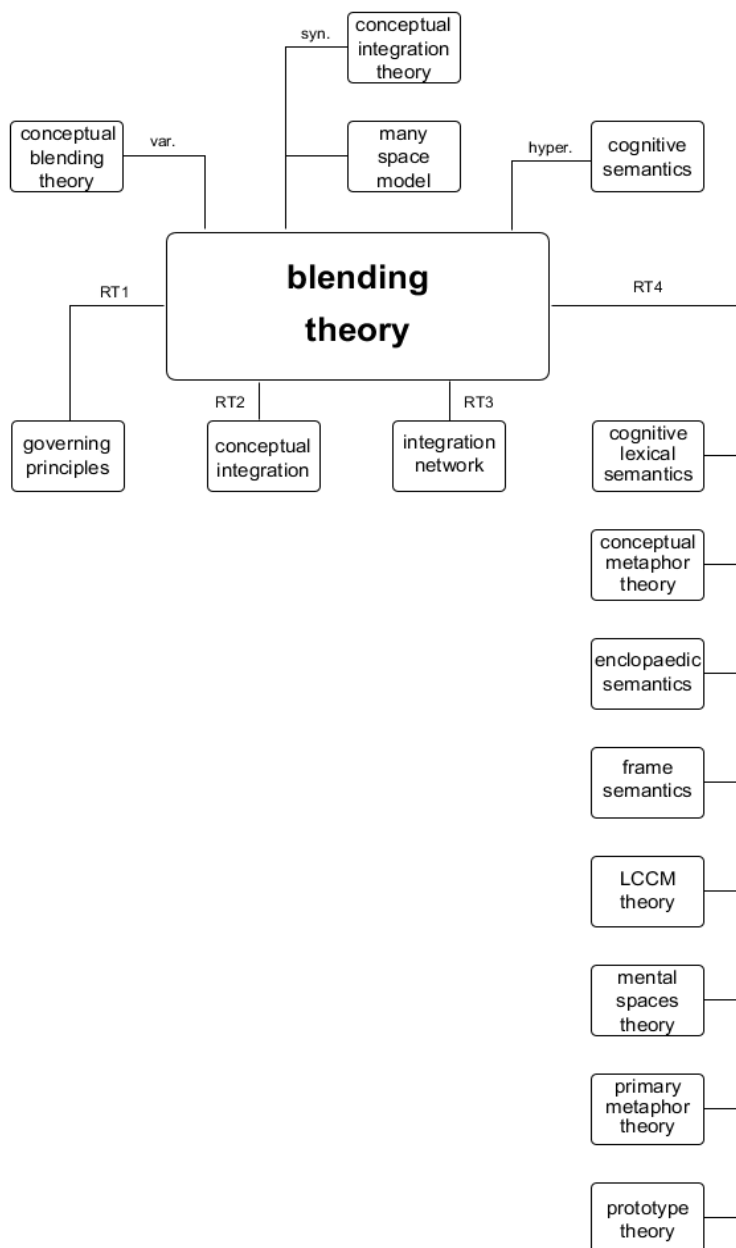 syn.
conceptual
integration
theory
conceptual
blending
theory
var.
many
space
model
hyper.
cognitive
semantics
blending
theory
RT1
RT4
RT2
RT3
governing
principles
conceptual
integration
integration
network
cognitive
lexical
semantics
conceptual
metaphor
theory
enclopaedic
semantics
frame
semantics
LCCM
theory
mental
spaces
theory
primary
metaphor
theory
prototype
theory